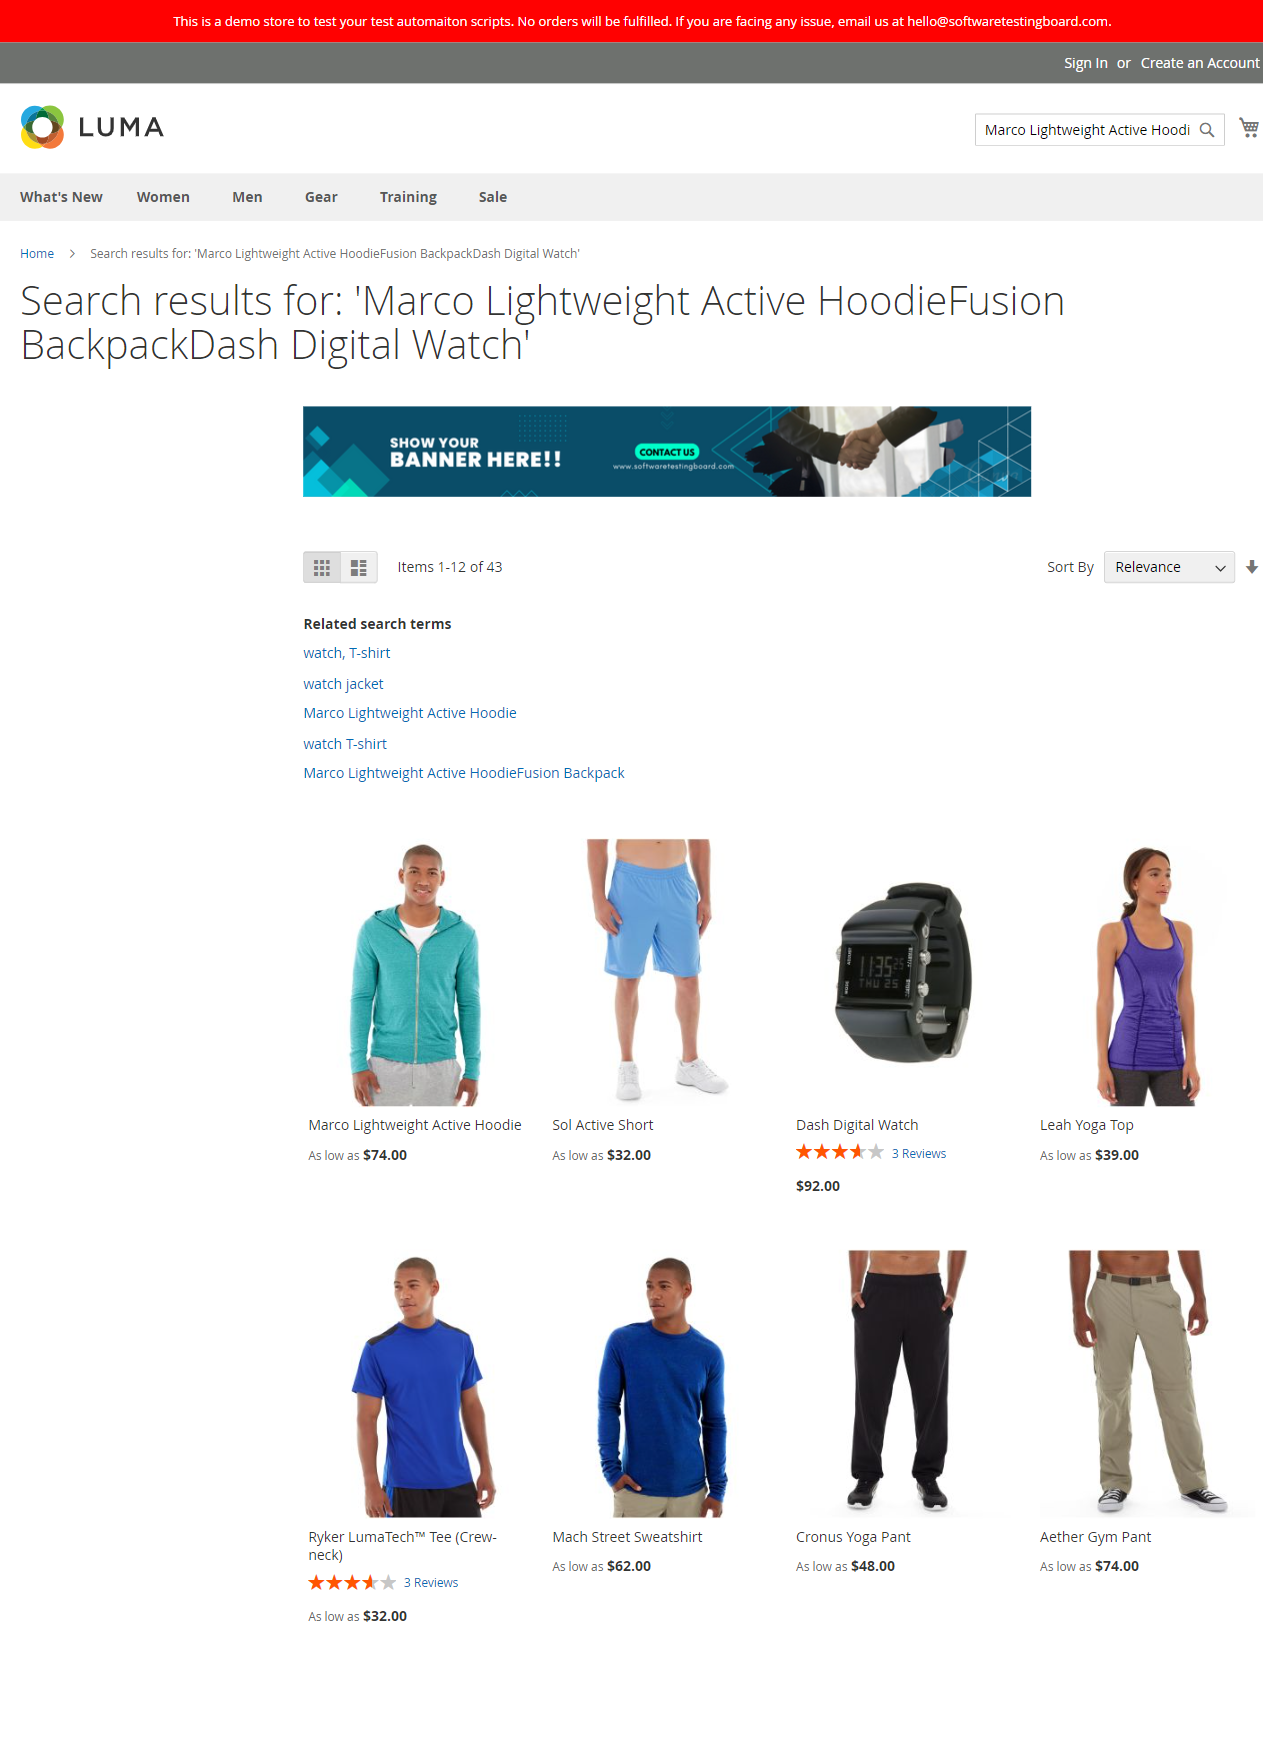 This is a demo store to test your test automaiton scripts. No orders will be fulfilled. If you are facing any issue, email us at hello@softwaretestingboard.com.
Sign In or Create an Account
LUMA
Marco Lightweight Active Hoodi
What's New Women Men Gear Training Sale
Home > Search results for: 'Marco Lightweight Active HoodieFusion BackpackDash Digital Watch'
Search results for: 'Marco Lightweight Active HoodieFusion
BackpackDash Digital Watch'
SHOW YOUR
BANNER HERE!!
CONTACT US
www.softwaretestingboard.com
Items 1-12 of 43
Sort By Relevance
Related search terms
watch, T-shirt
watch jacket
Marco Lightweight Active Hoodie
watch T-shirt
Marco Lightweight Active HoodieFusion Backpack
11:35 25
THU 25
Marco Lightweight Active Hoodie
As low as $74.00
Sol Active Short
As low as $32.00
Dash Digital Watch
3 Reviews
$92.00
Leah Yoga Top
As low as $39.00
Ryker LumaTech™ Tee (Crew-
neck)
3 Reviews
As low as $32.00
Mach Street Sweatshirt
As low as $62.00
Cronus Yoga Pant
As low as $48.00
Aether Gym Pant
As low as $74.00